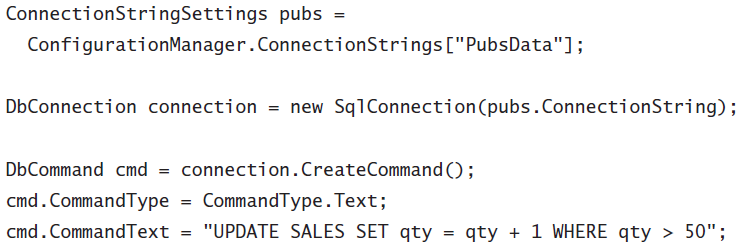 ConnectionStringSettings pubs =
  ConfigurationManager.ConnectionStrings["PubsData"];
DbConnection connection = new SqlConnection(pubs.ConnectionString);
DbCommand cmd = connection.CreateCommand();
cmd.CommandType = CommandType.Text;
cmd.CommandText = "UPDATE SALES SET qty = qty + 1 WHERE qty > 50";